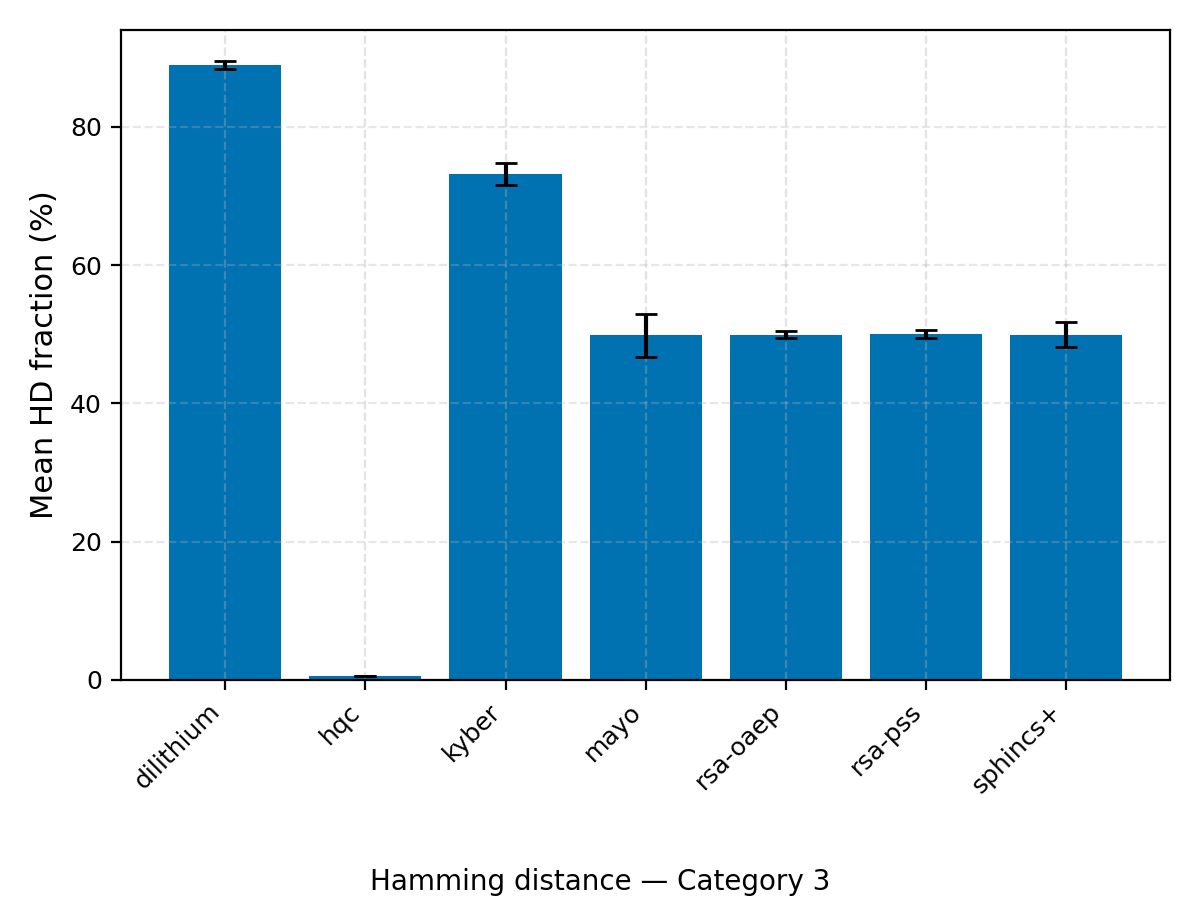 Mean HD fraction (%)
80
60
40
20
0
dilithium
hqc
kyber
mayo
rsa-oaep
rsa-pss
sphincs+
Hamming distance — Category 3